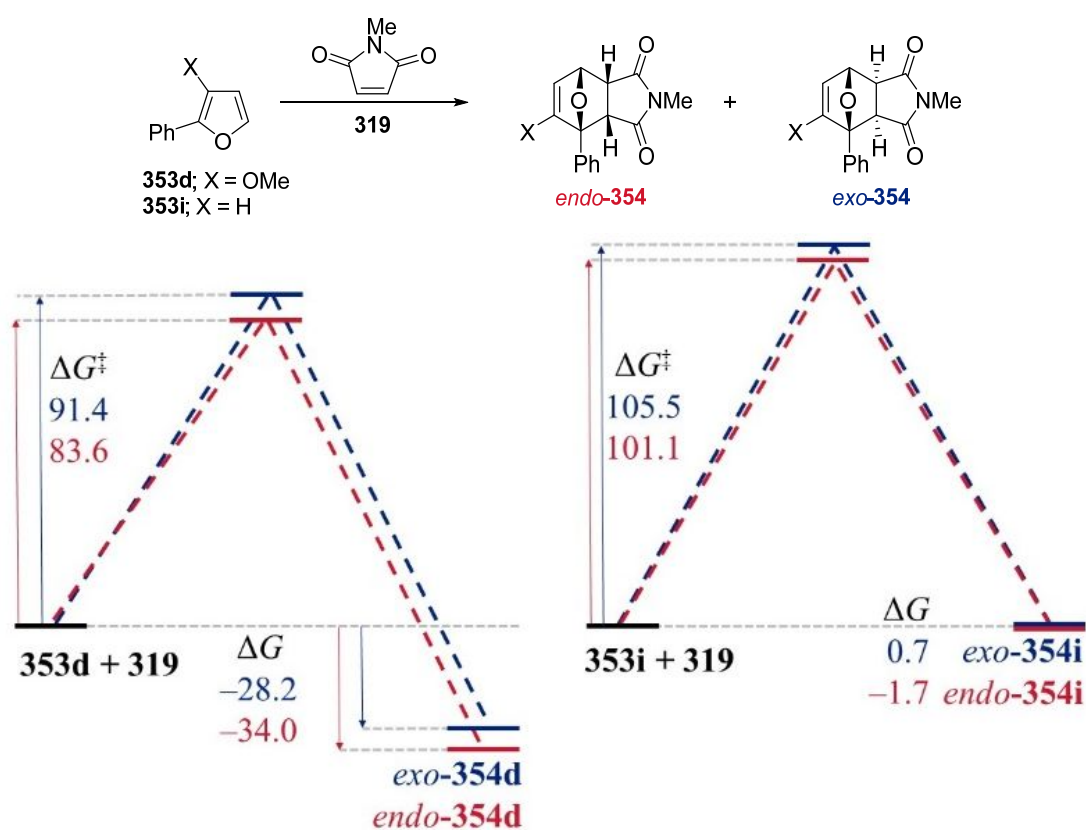 Me
N
O
O
X
Ph
O
319
353d; X = OMe
353i; X = H
H
O
O
NMe
X
H
O
Ph
endo-354
+
H
O
O
NMe
X
H
O
Ph
exo-354
ΔG‡
91.4
83.6
353d + 319
ΔG
–28.2
–34.0
exo-354d
endo-354d
ΔG‡
105.5
101.1
353i + 319
ΔG
0.7 exo-354i
–1.7 endo-354i